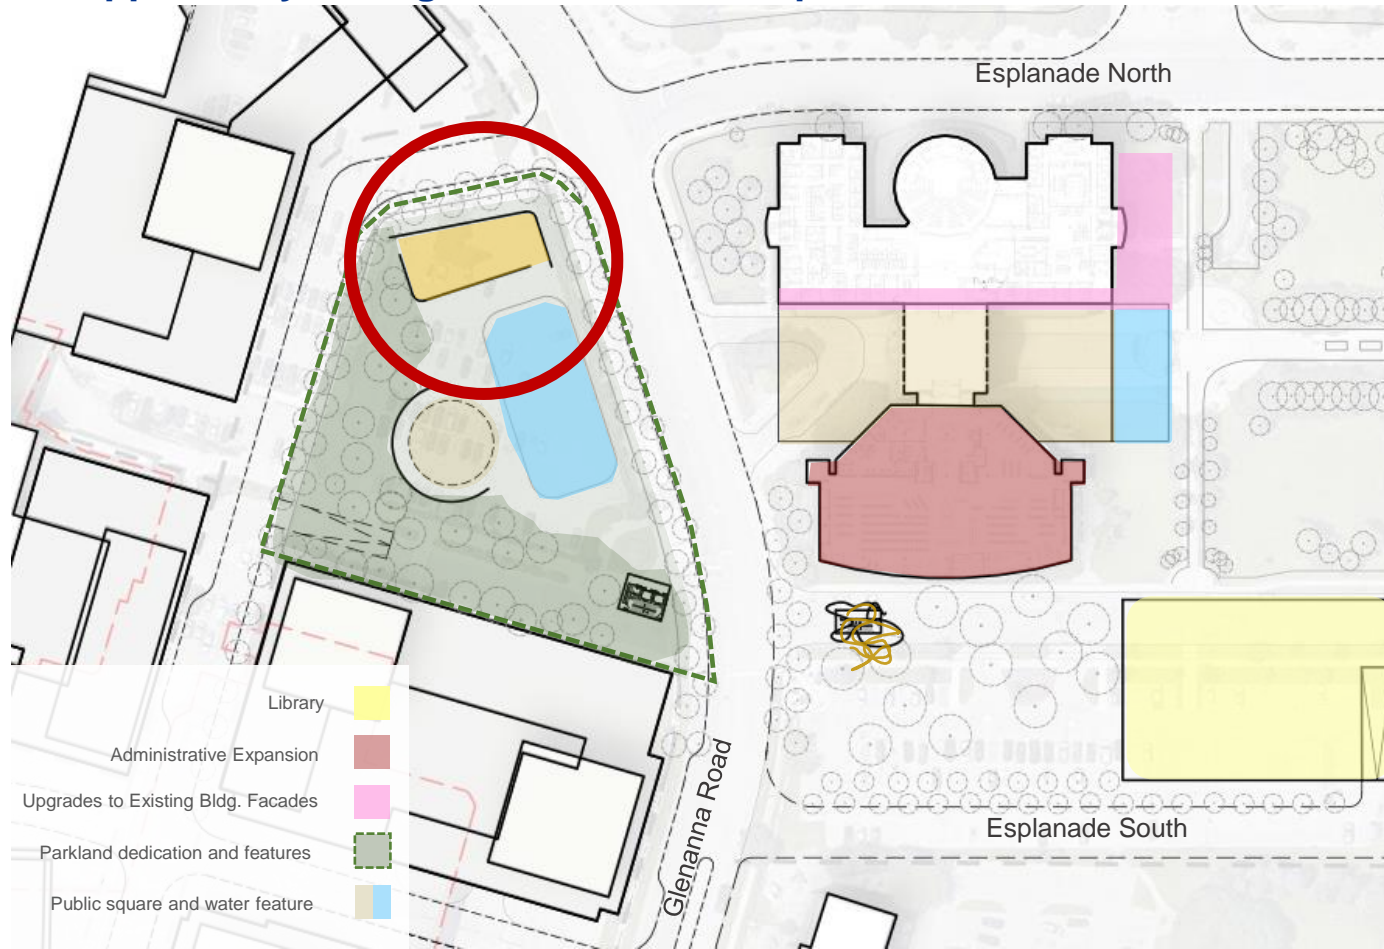 Esplanade North
Library
Administrative Expansion
Upgrades to Existing Bldg. Facades
Parkland dedication and features
Public square and water feature
Glenanna Road
Esplanade South